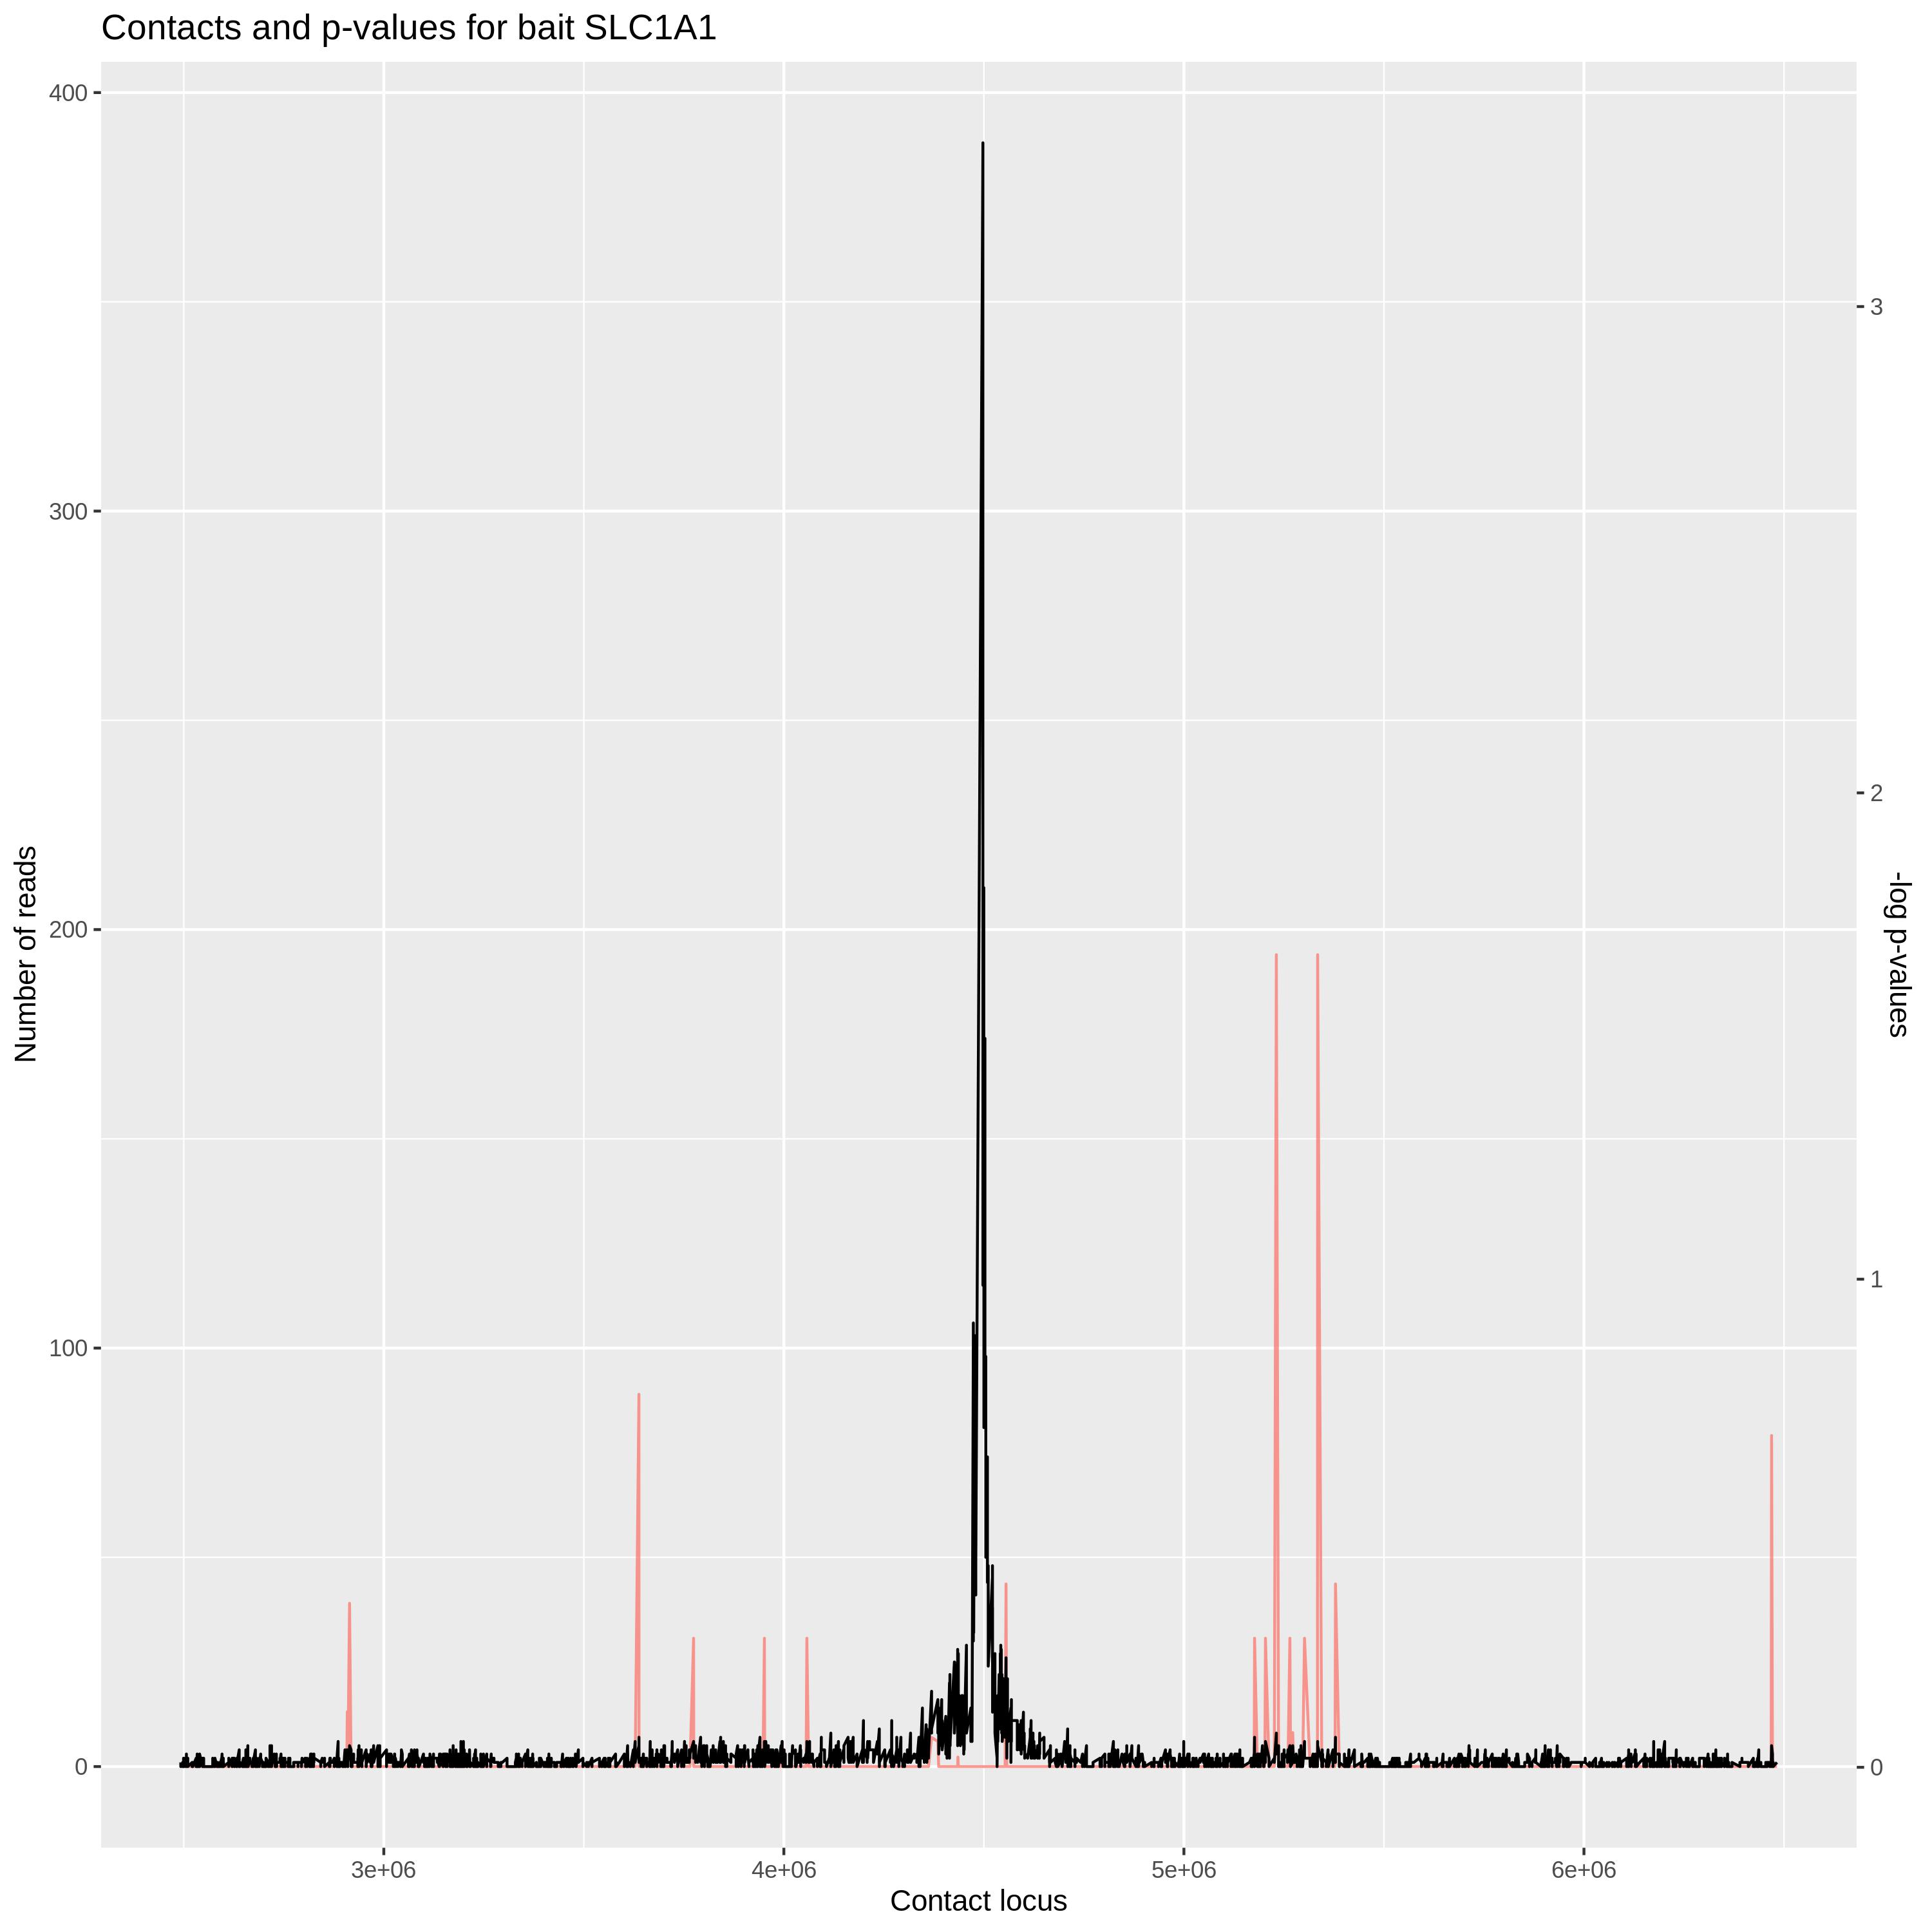 Contacts and p-values for bait SLC1A1
400
300
200
100
0
Number of reads
3
2
1
0
-log p-values
3e+06
4e+06
5e+06
6e+06
Contact locus